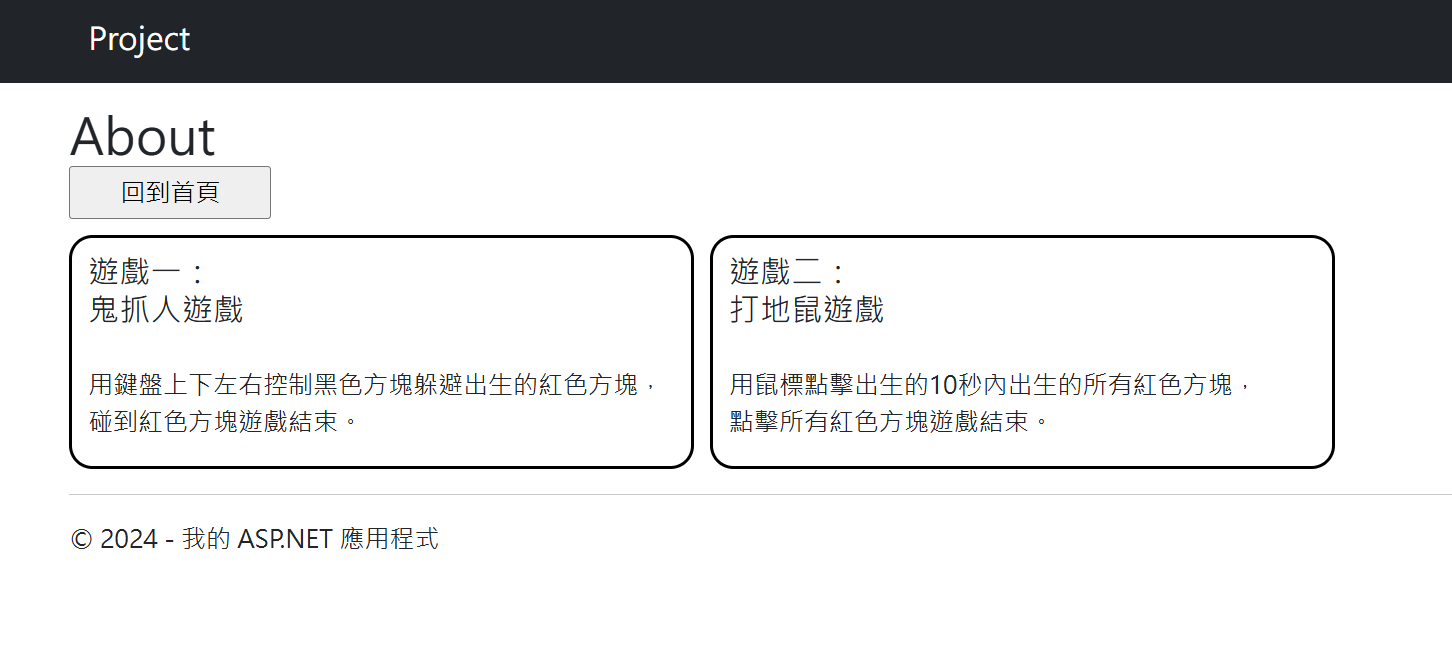 Project
About
回到首頁
遊戲一：
鬼抓人遊戲
用鍵盤上下左右控制黑色方塊躲避出生的紅色方塊，
碰到紅色方塊遊戲結束。
遊戲二：
打地鼠遊戲
用鼠標點擊出生的10秒內出生的所有紅色方塊，
點擊所有紅色方塊遊戲結束。
© 2024 - 我的 ASP.NET 應用程式